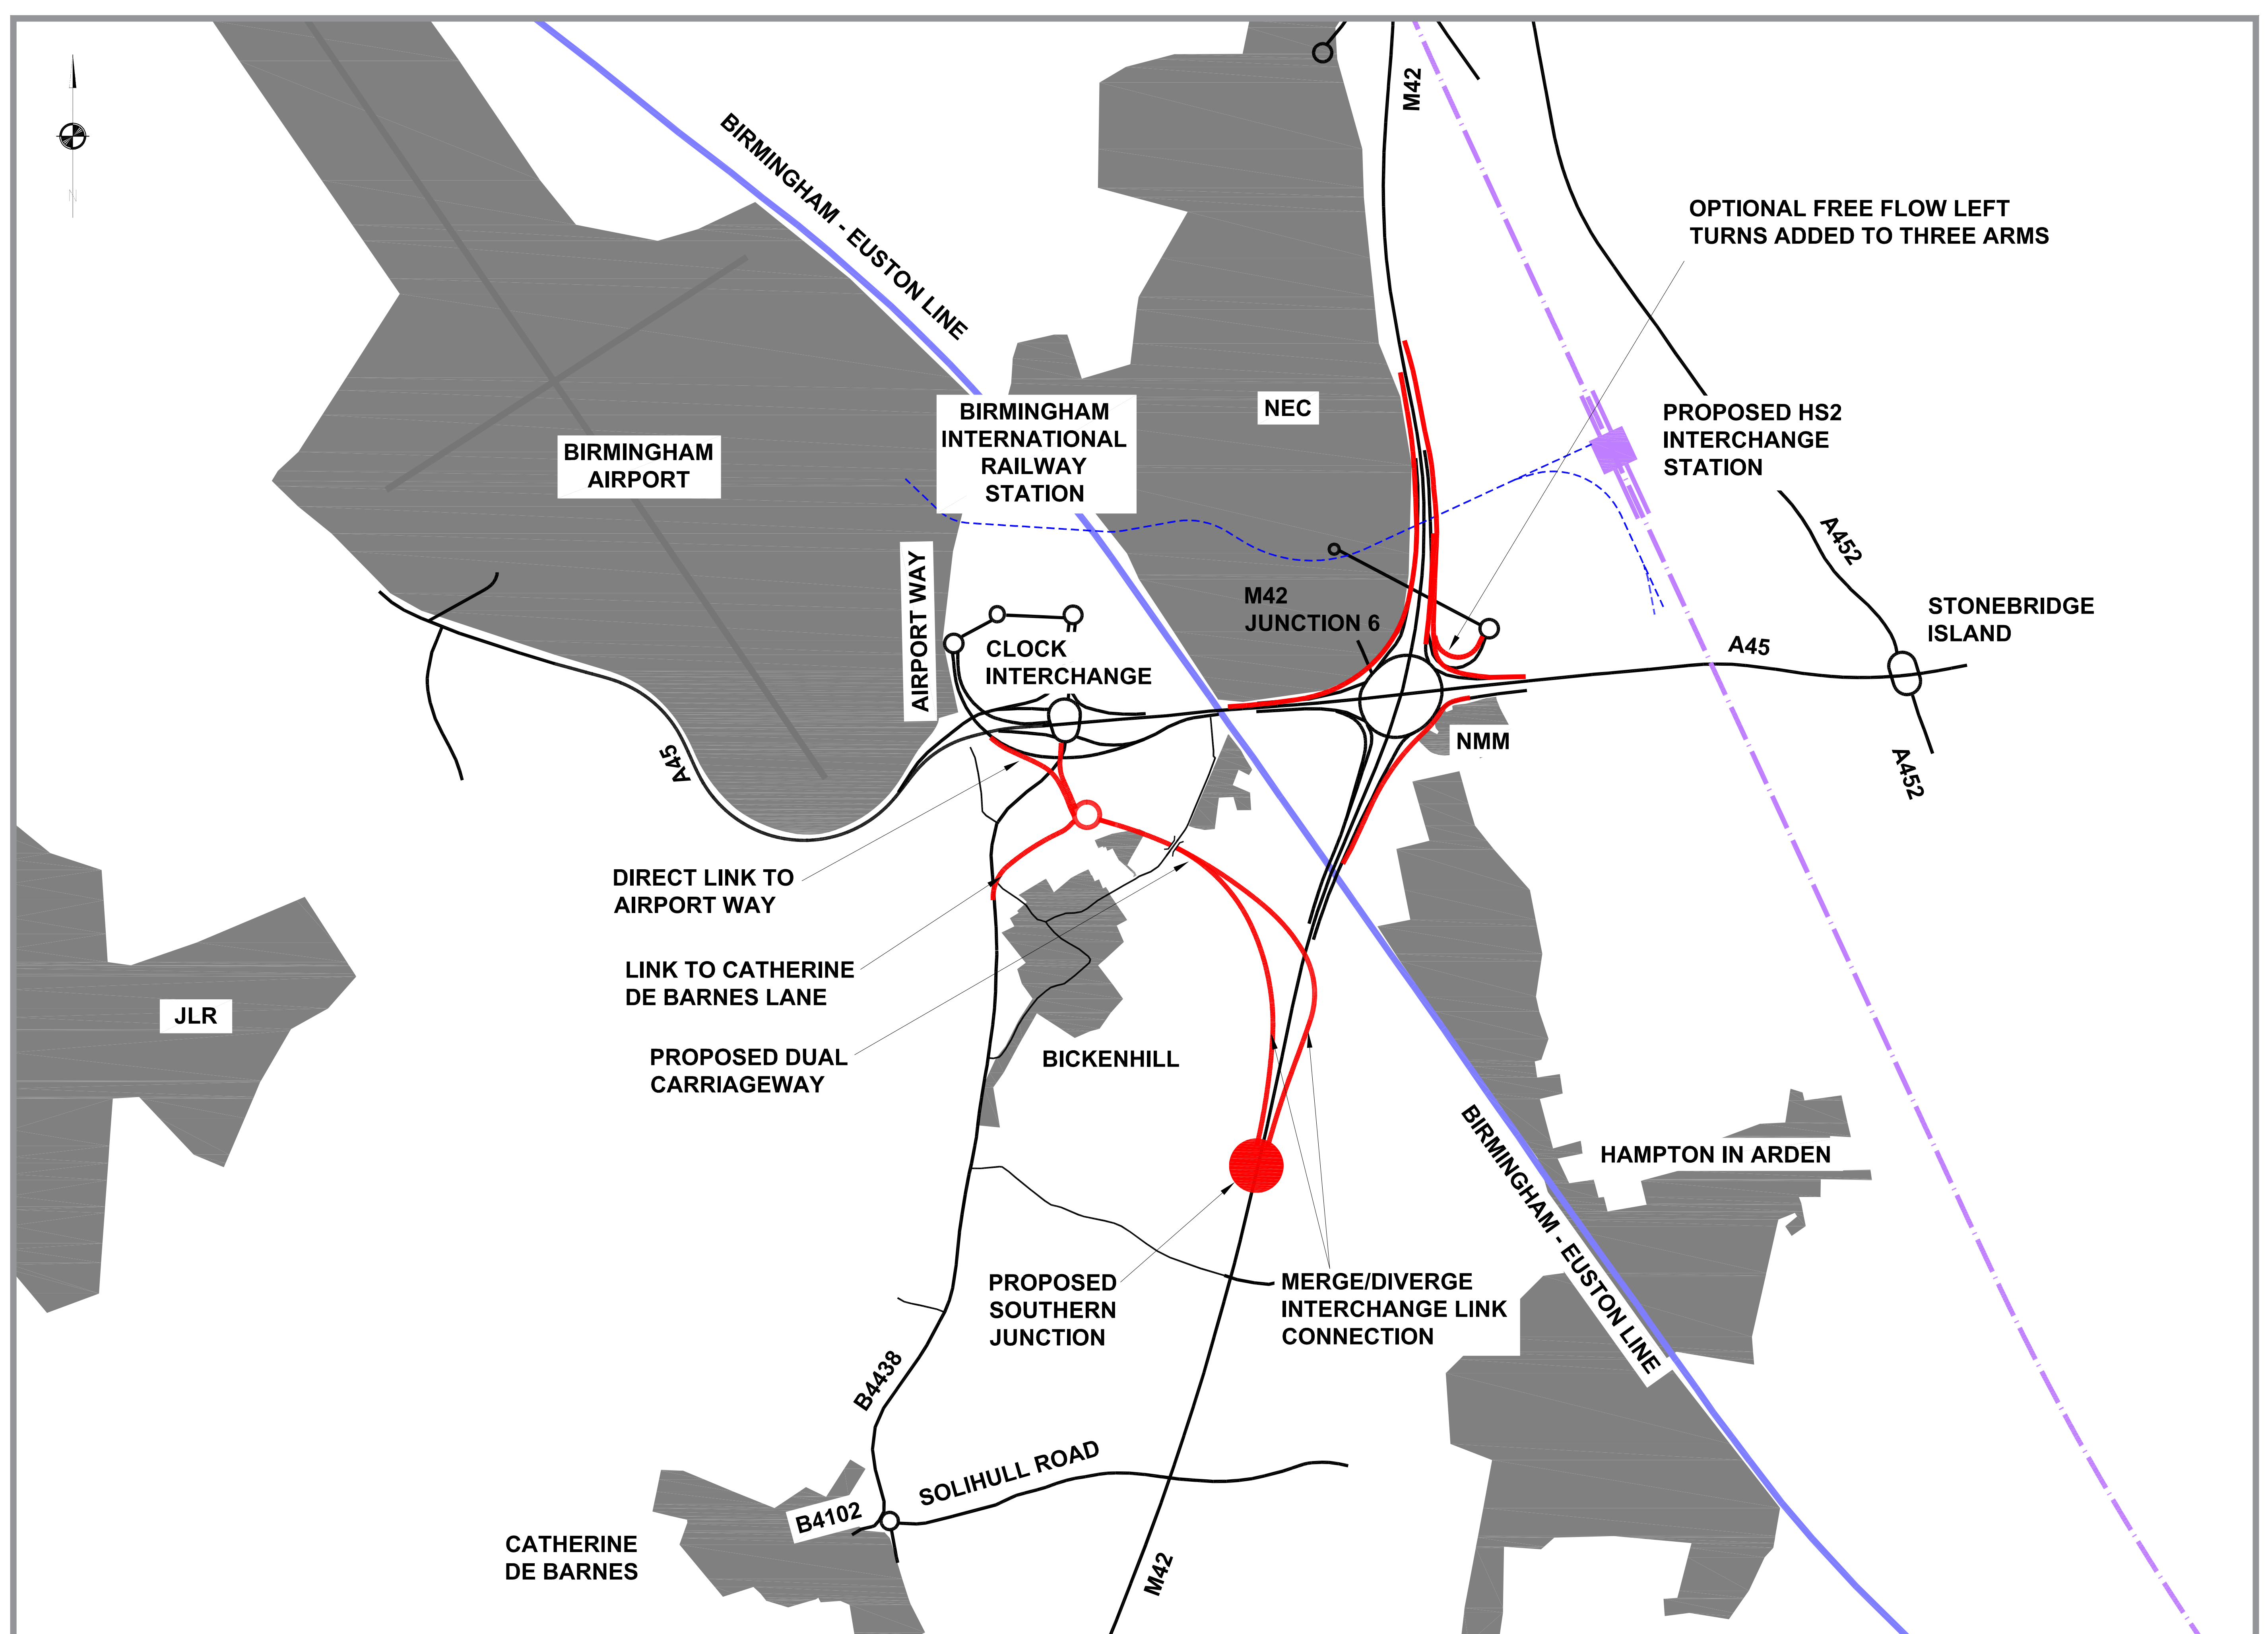 M42
N
BIRMINGHAM - EUSTON LINE
OPTIONAL FREE FLOW LEFT
TURNS ADDED TO THREE ARMS
BIRMINGHAM
AIRPORT
BIRMINGHAM
INTERNATIONAL
RAILWAY
STATION
NEC
PROPOSED HS2
INTERCHANGE
STATION
A452
AIRPORT WAY
M42
JUNCTION 6
STONEBRIDGE
ISLAND
CLOCK
INTERCHANGE
A45
A45
NMM
A452
DIRECT LINK TO
AIRPORT WAY
LINK TO CATHERINE
DE BARNES LANE
JLR
PROPOSED DUAL
CARRIAGEWAY
BICKENHILL
HAMPTON IN ARDEN
BIRMINGHAM - EUSTON LINE
PROPOSED
SOUTHERN
JUNCTION
MERGE/DIVERGE
INTERCHANGE LINK
CONNECTION
B4438
SOLIHULL ROAD
B4102
CATHERINE
DE BARNES
M42